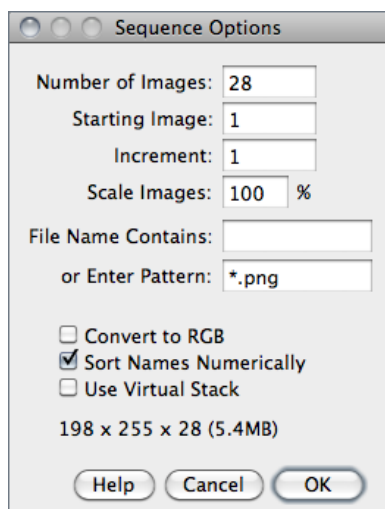 Sequence Options
Number of Images: 28
Starting Image: 1
Increment: 1
Scale Images: 100 %
File Name Contains:
or Enter Pattern: *.png
Convert to RGB
Sort Names Numerically
Use Virtual Stack
198 x 255 x 28 (5.4MB)
Help Cancel OK